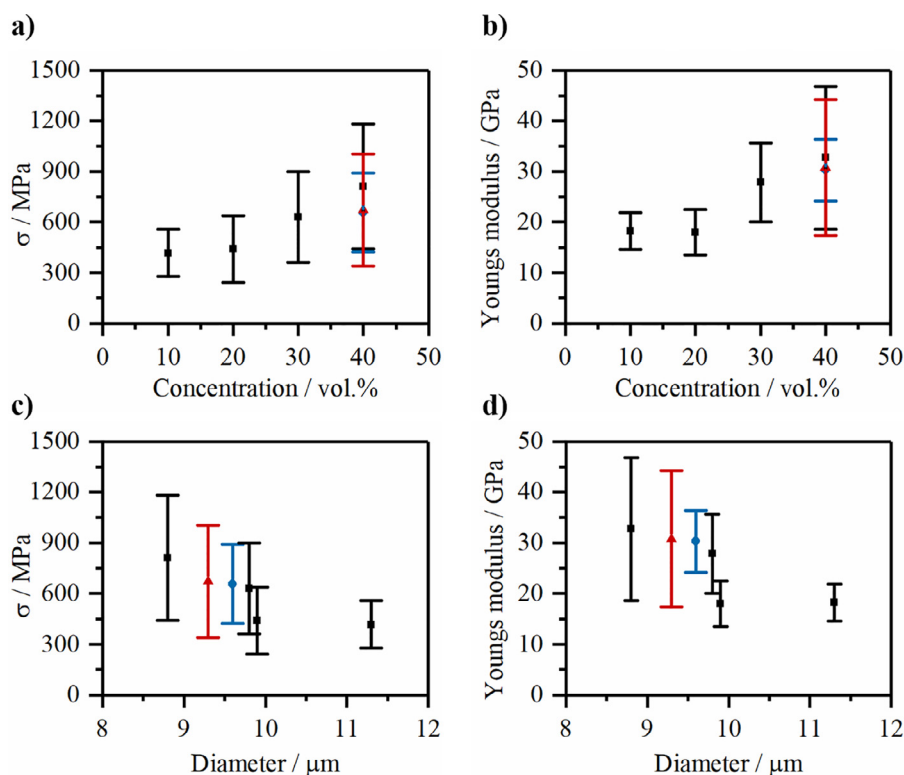 a)
σ / MPa
1500
1200
900
600
300
0
0 10 20 30 40 50
Concentration / vol.%
b)
Youngs modulus / GPa
50
40
30
20
10
0
0 10 20 30 40 50
Concentration / vol.%
c)
σ / MPa
1500
1200
900
600
300
0
8 9 10 11 12
Diameter / μm
d)
Youngs modulus / GPa
50
40
30
20
10
0
8 9 10 11 12
Diameter / μm